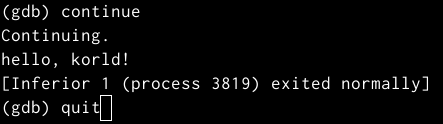 (gdb) continue
Continuing.
hello, korld!
[Inferior 1 (process 3819) exited normally]
(gdb) quit